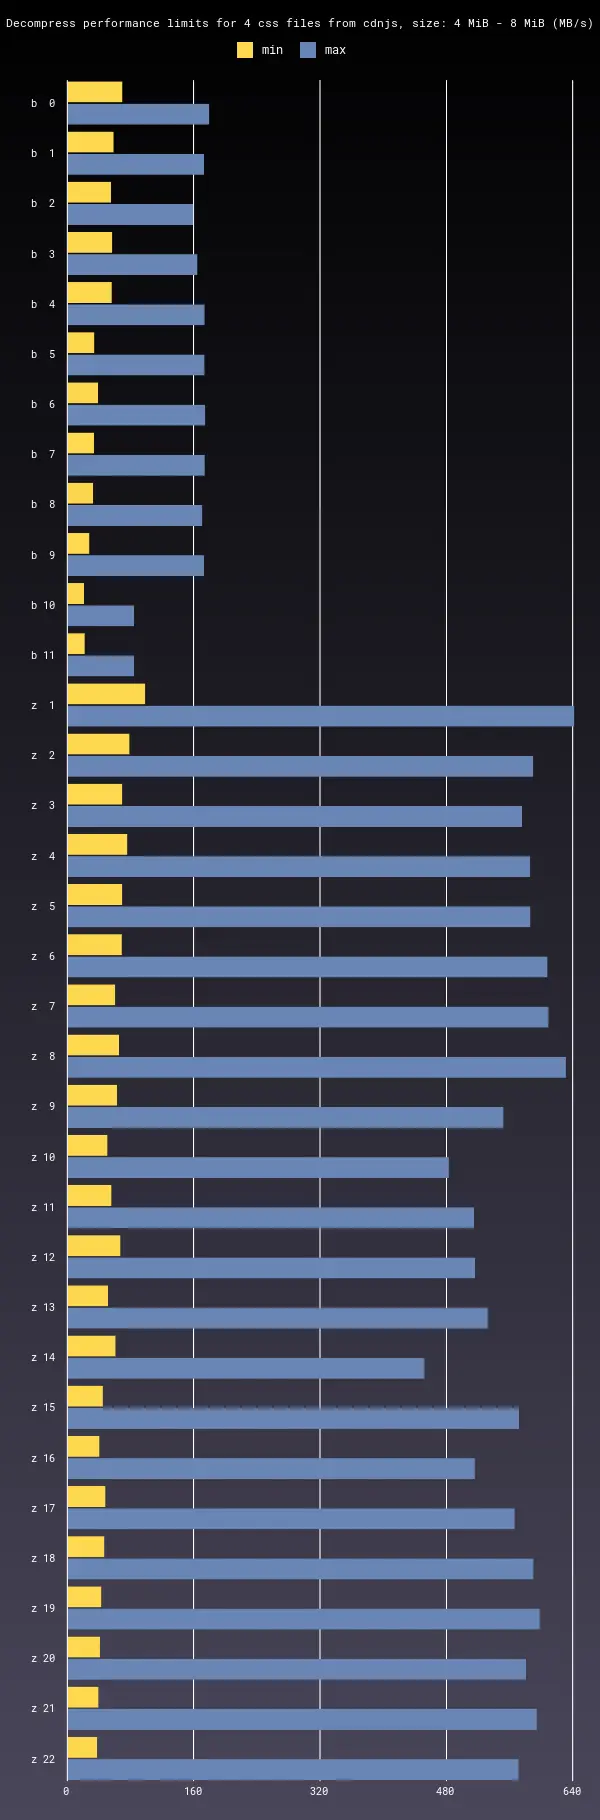 Decompress performance limits for 4 css files from cdnjs, size: 4 MiB - 8 MiB (MB/s)
min max
b  0
b  1
b  2
b  3
b  4
b  5
b  6
b  7
b  8
b  9
b 10
b 11
z  1
z  2
z  3
z  4
z  5
z  6
z  7
z  8
z  9
z 10
z 11
z 12
z 13
z 14
z 15
z 16
z 17
z 18
z 19
z 20
z 21
z 22
0 160 320 480 640